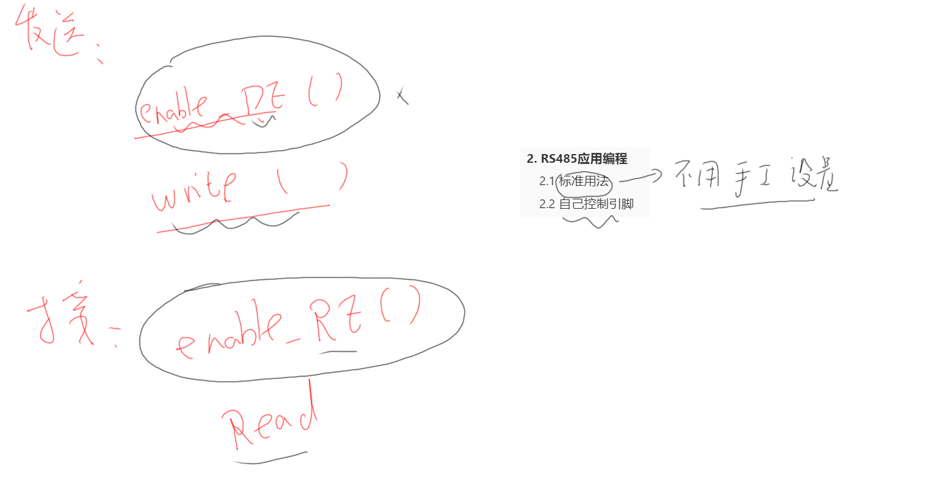 发送:
enable_DE()
write()
2. RS485应用编程
2.1 标准用法
不用手工设置
2.2 自己控制引脚
接
enable_RE()
Read